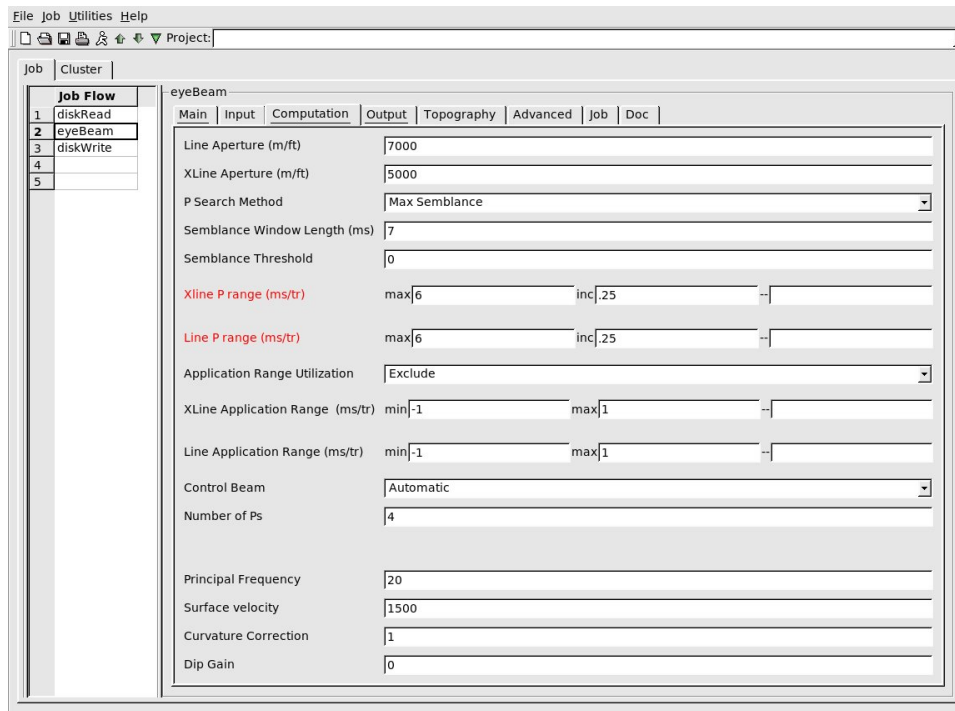 File Job Utilities Help
Project:
Job Cluster
Job Flow
1 diskRead
2 eyeBeam
3 diskWrite
4
5
eyeBeam
Main Input Computation Output Topography Advanced Job Doc
Line Aperture (m/ft) 7000
XLine Aperture (m/ft) 5000
P Search Method Max Semblance
Semblance Window Length (ms) 7
Semblance Threshold 0
Xline P range (ms/tr) max 6 inc .25 --
Line P range (ms/tr) max 6 inc .25 --
Application Range Utilization Exclude
XLine Application Range (ms/tr) min -1 max 1 --
Line Application Range (ms/tr) min -1 max 1 --
Control Beam Automatic
Number of Ps 4
Principal Frequency 20
Surface velocity 1500
Curvature Correction 1
Dip Gain 0